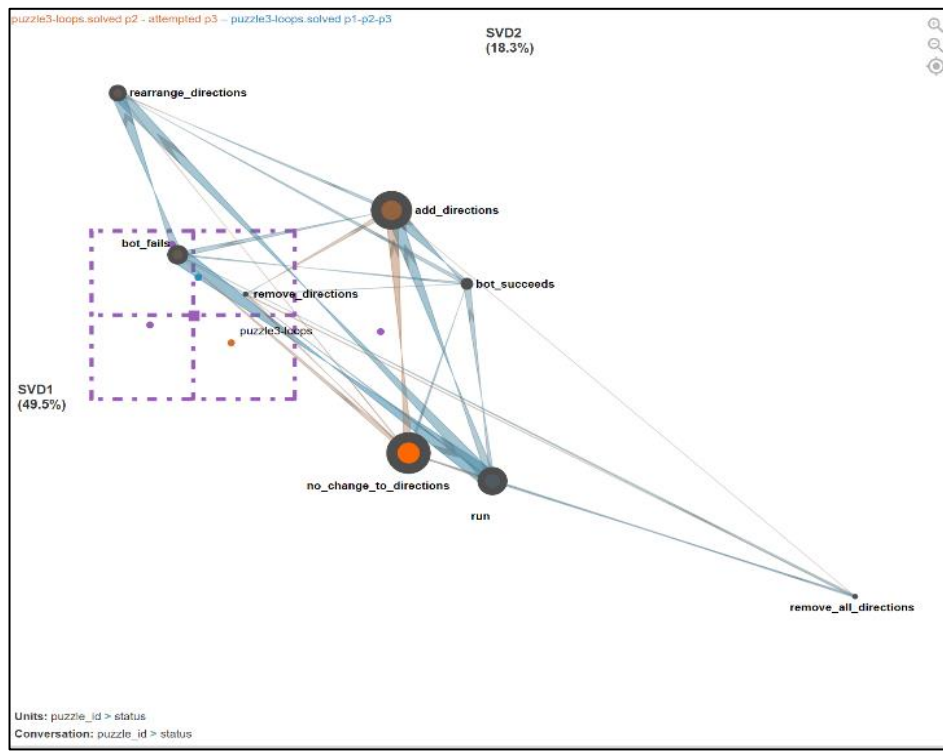 puzzle3-loops.solved p2 - attempted p3 – puzzle3-loops.solved p1-p2-p3
SVD2
(18.3%)
rearrange_directions
add_directions
bot_fails
bot_succeeds
remove_directions
puzzle3-loops
SVD1
(49.5%)
no_change_to_directions
run
remove_all_directions
Units: puzzle_id > status
Conversation: puzzle_id > status